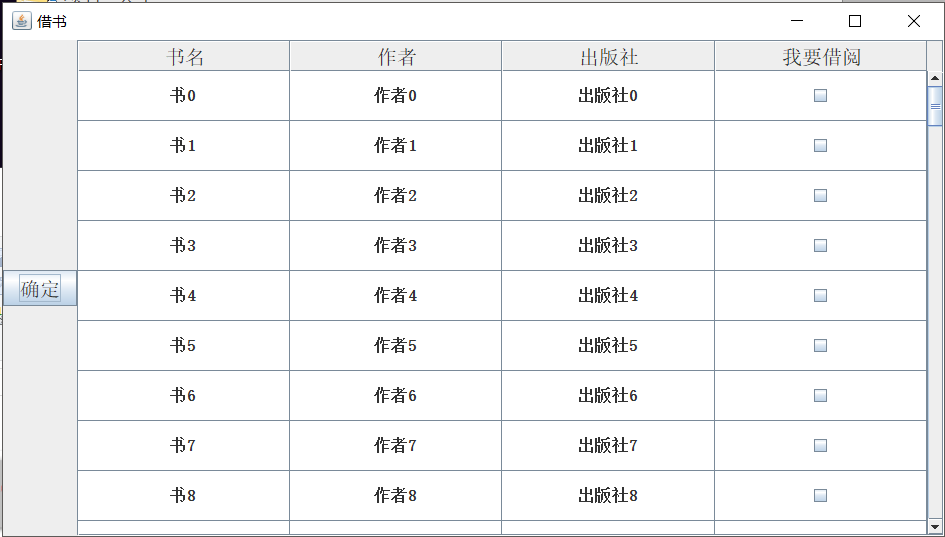 借书
书名 作者 出版社 我要借阅
书0 作者0 出版社0
书1 作者1 出版社1
书2 作者2 出版社2
书3 作者3 出版社3
确定
书4 作者4 出版社4
书5 作者5 出版社5
书6 作者6 出版社6
书7 作者7 出版社7
书8 作者8 出版社8